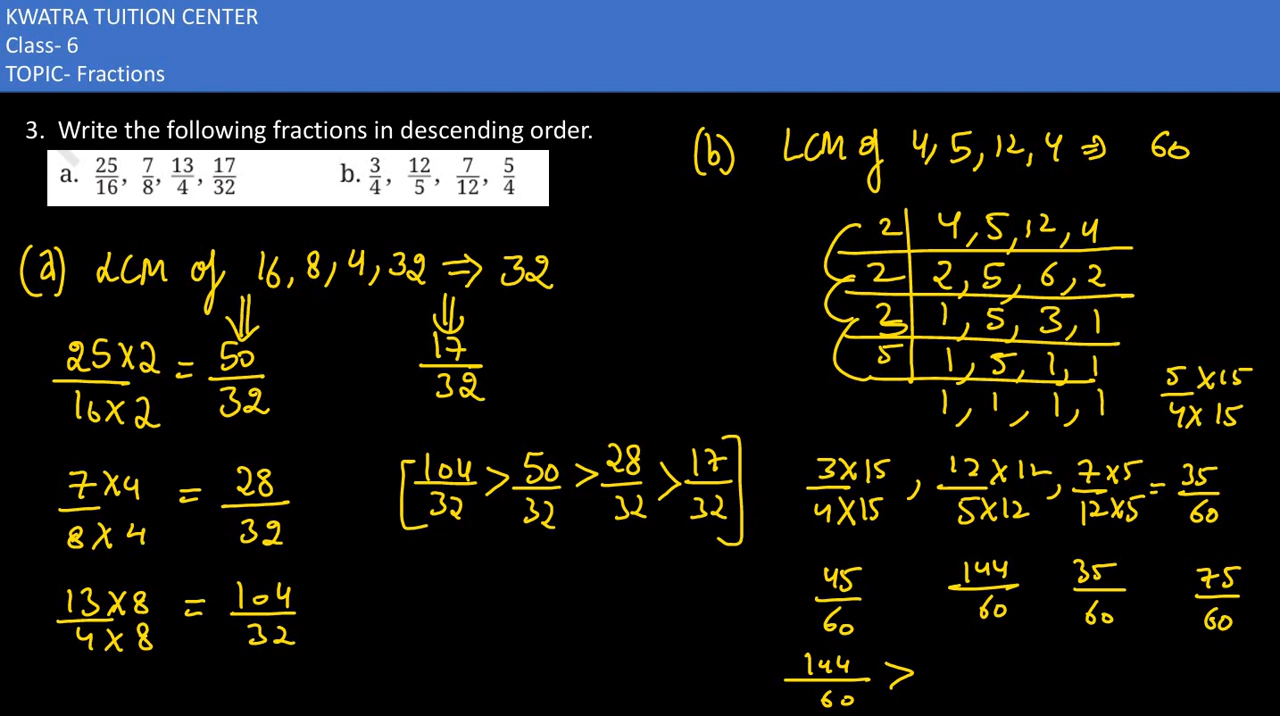 KWATRA TUITION CENTER
Class- 6
TOPIC- Fractions
3. Write the following fractions in descending order.
a. 25/16, 7/8, 13/4, 17/32 b. 3/4, 12/5, 7/12, 5/4
(a) LCM of 16, 8, 4, 32 ⇒ 32
25×2/16×2 = 50/32
17/32
7×4/8×4 = 28/32
13×8/4×8 = 104/32
[104/32 > 50/32 > 28/32 > 17/32]
(b) LCM of 4, 5, 12, 4 ⇒ 60
2 | 4, 5, 12, 4
2 | 2, 5, 6, 2
3 | 1, 5, 3, 1
5 | 1, 5, 1, 1
1, 1, 1, 1
5×15/4×15
3×15/4×15, 12×12/5×12, 7×5/12×5 = 35/60
45/60 144/60 35/60 75/60
144/60 >